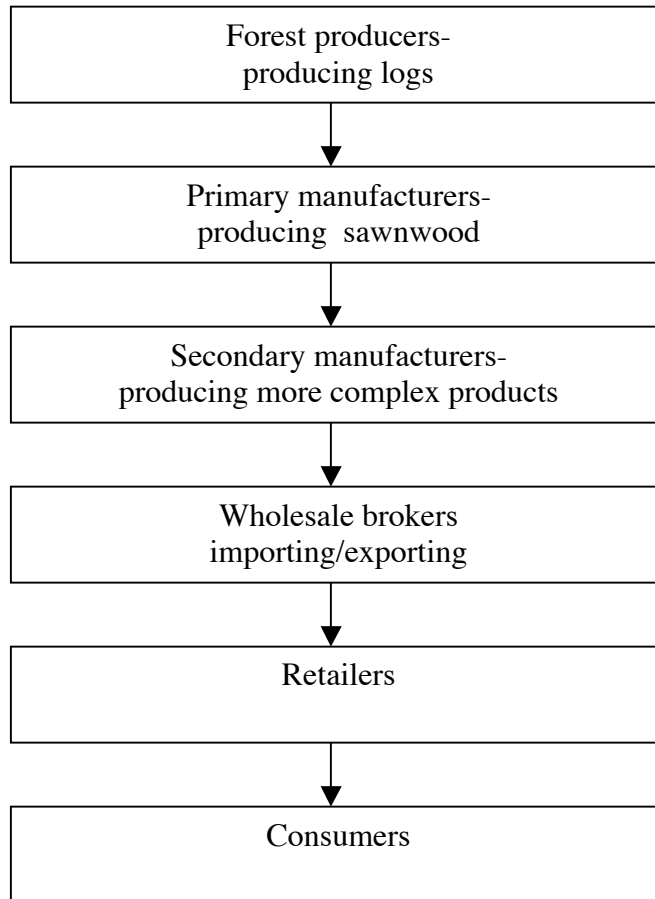 Forest producers-
producing logs
Primary manufacturers-
producing sawnwood
Secondary manufacturers-
producing more complex products
Wholesale brokers
importing/exporting
Retailers
Consumers